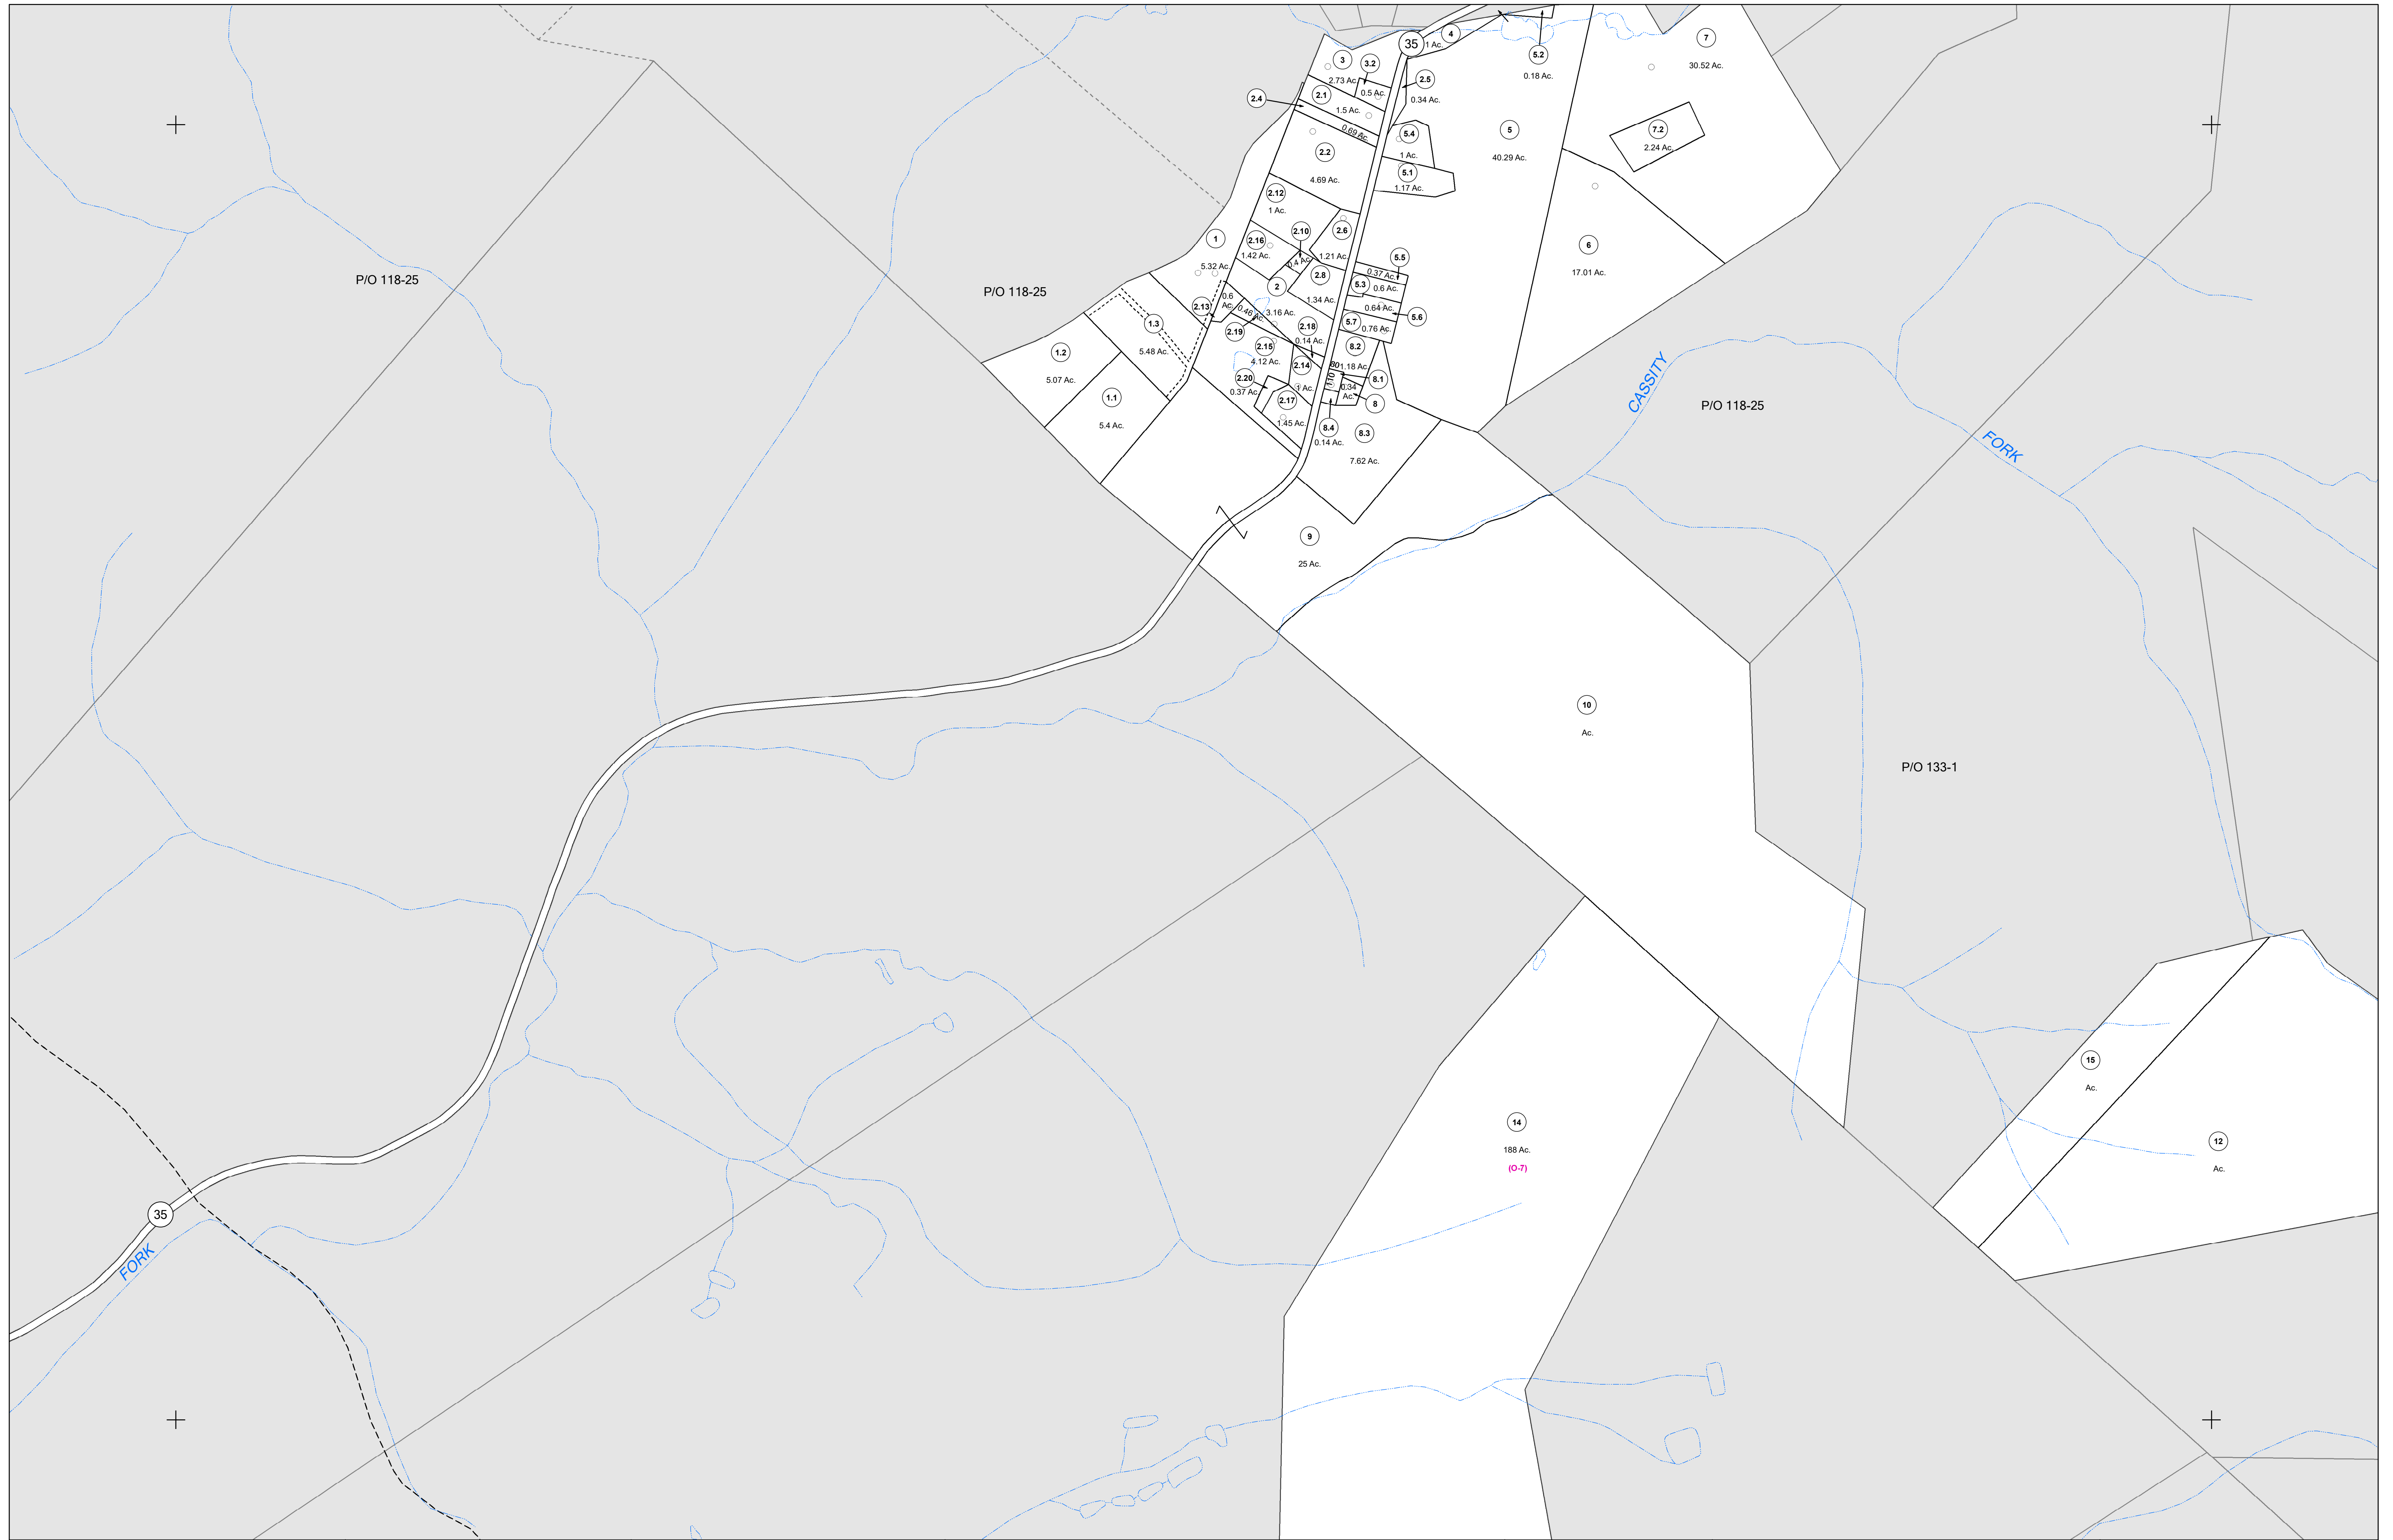 35
4
1 Ac.
5.2
0.18 Ac.
7
30.52 Ac.
3
2.73 Ac.
3.2
0.5 Ac.
2.5
0.34 Ac.
2.4
2.1
1.5 Ac.
0.69 Ac.
5.4
1 Ac.
5
40.29 Ac.
7.2
2.24 Ac.
2.2
4.69 Ac.
5.1
1.17 Ac.
2.12
1 Ac.
2.10
0.4 Ac.
2.6
1.21 Ac.
1
5.32 Ac.
2.16
1.42 Ac.
6
17.01 Ac.
5.5
0.37 Ac.
P/O 118-25
P/O 118-25
2
3.16 Ac.
2.8
1.34 Ac.
5.3
0.6 Ac.
2.13
0.6
Ac.
0.46 Ac.
2.19
0.64 Ac.
5.6
1.3
5.48 Ac.
2.18
0.14 Ac.
5.7
0.76 Ac.
1.2
5.07 Ac.
2.15
4.12 Ac.
8.2
1.18 Ac.
80
110
2.14
1 Ac.
8.1
2.20
0.37 Ac.
0.34
Ac.
8
1.1
5.4 Ac.
2.17
1.45 Ac.
8.4
0.14 Ac.
8.3
7.62 Ac.
CASSITY
P/O 118-25
FORK
9
25 Ac.
10
Ac.
P/O 133-1
15
Ac.
14
188 Ac.
(O-7)
12
Ac.
35
FORK